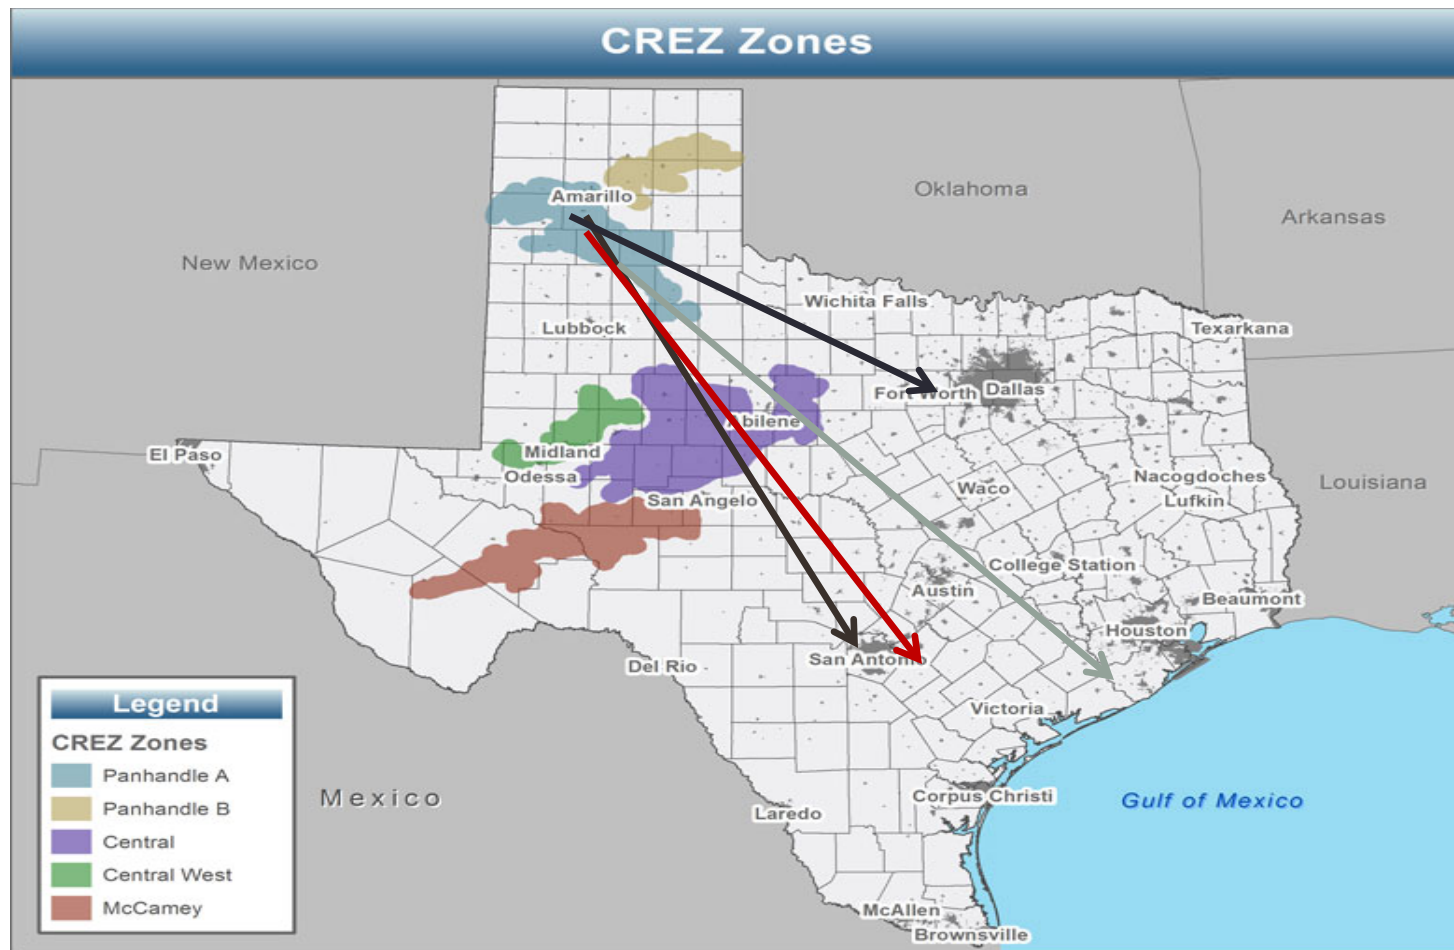 CREZ Zones
Amarillo
Oklahoma
Arkansas
New Mexico
Wichita Falls
Lubbock
Texarkana
Fort Worth
Dallas
Abilene
El Paso
Midland
Odessa
San Angelo
Waco
Nacogdoches
Lufkin
Louisiana
College Station
Austin
Beaumont
Houston
San Antonio
Del Rio
Victoria
Legend
CREZ Zones
Panhandle A
Panhandle B
Central
Central West
McCamey
Mexico
Laredo
Corpus Christi
Gulf of Mexico
McAllen
Brownsville